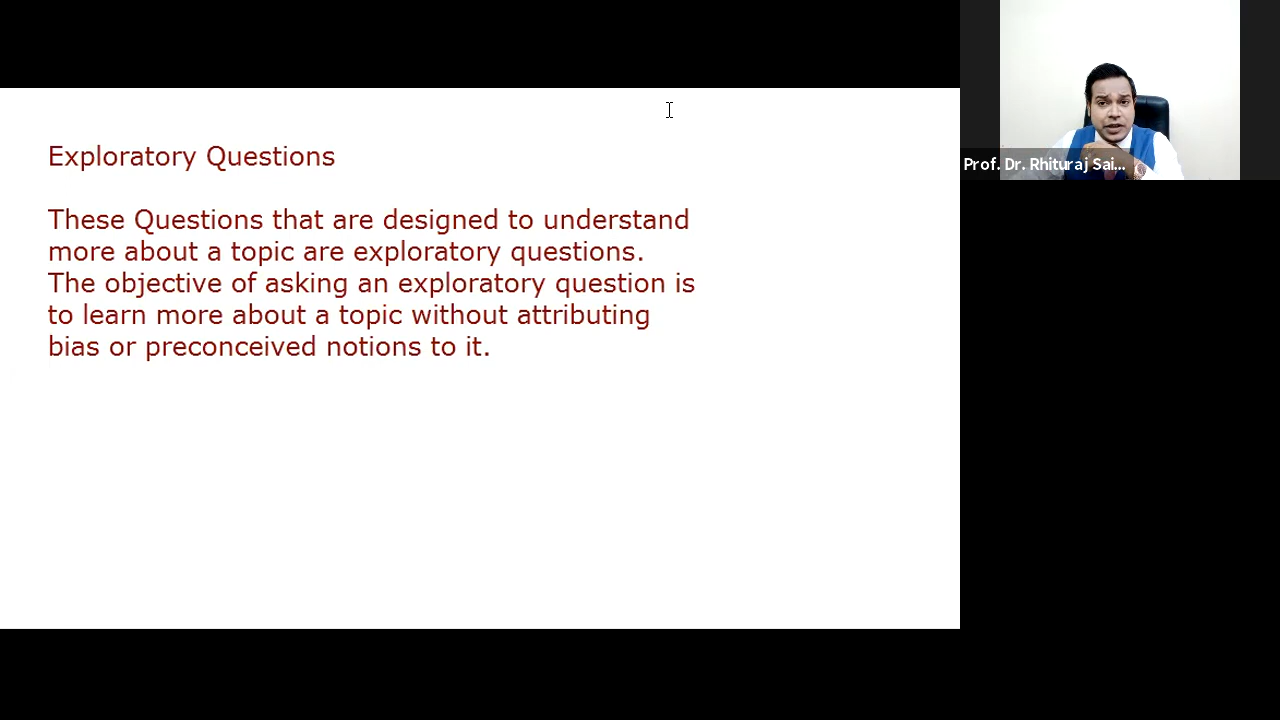 Exploratory Questions
These Questions that are designed to understand
more about a topic are exploratory questions.
The objective of asking an exploratory question is
to learn more about a topic without attributing
bias or preconceived notions to it.
Prof. Dr. Rhituraj Sai...